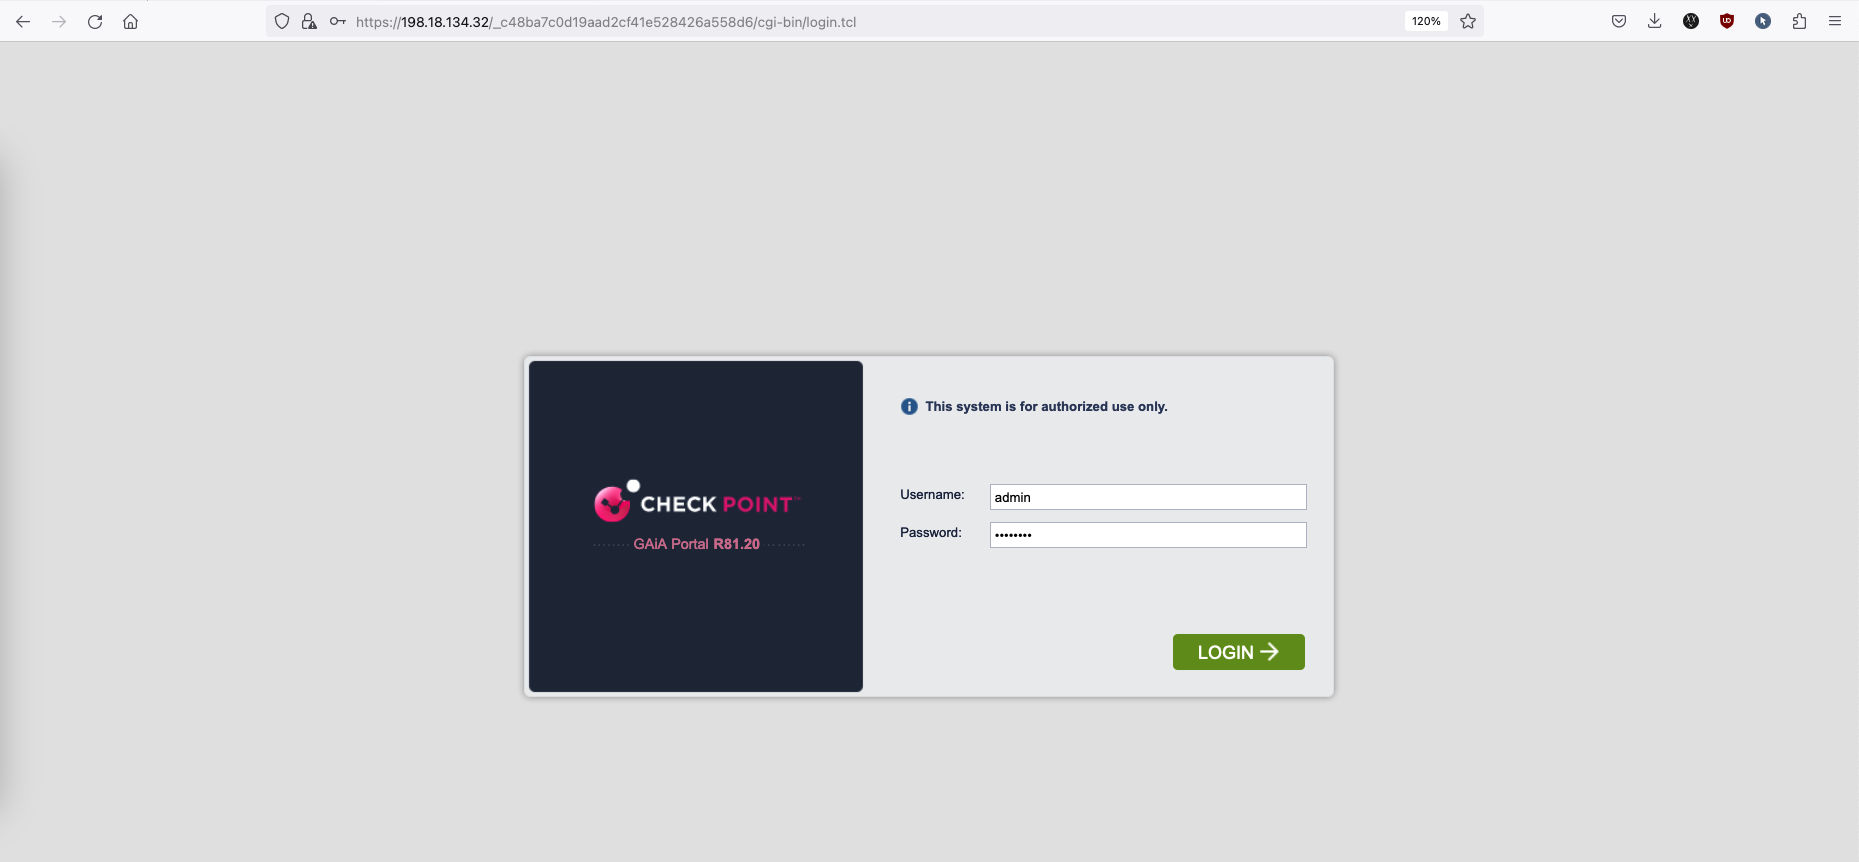 https://198.18.134.32/_c48ba7c0d19aad2cf41e528426a558d6/cgi-bin/login.tcl
120%
This system is for authorized use only.
Username: admin
Password: ••••••••
CHECK POINT™
GAiA Portal R81.20
LOGIN